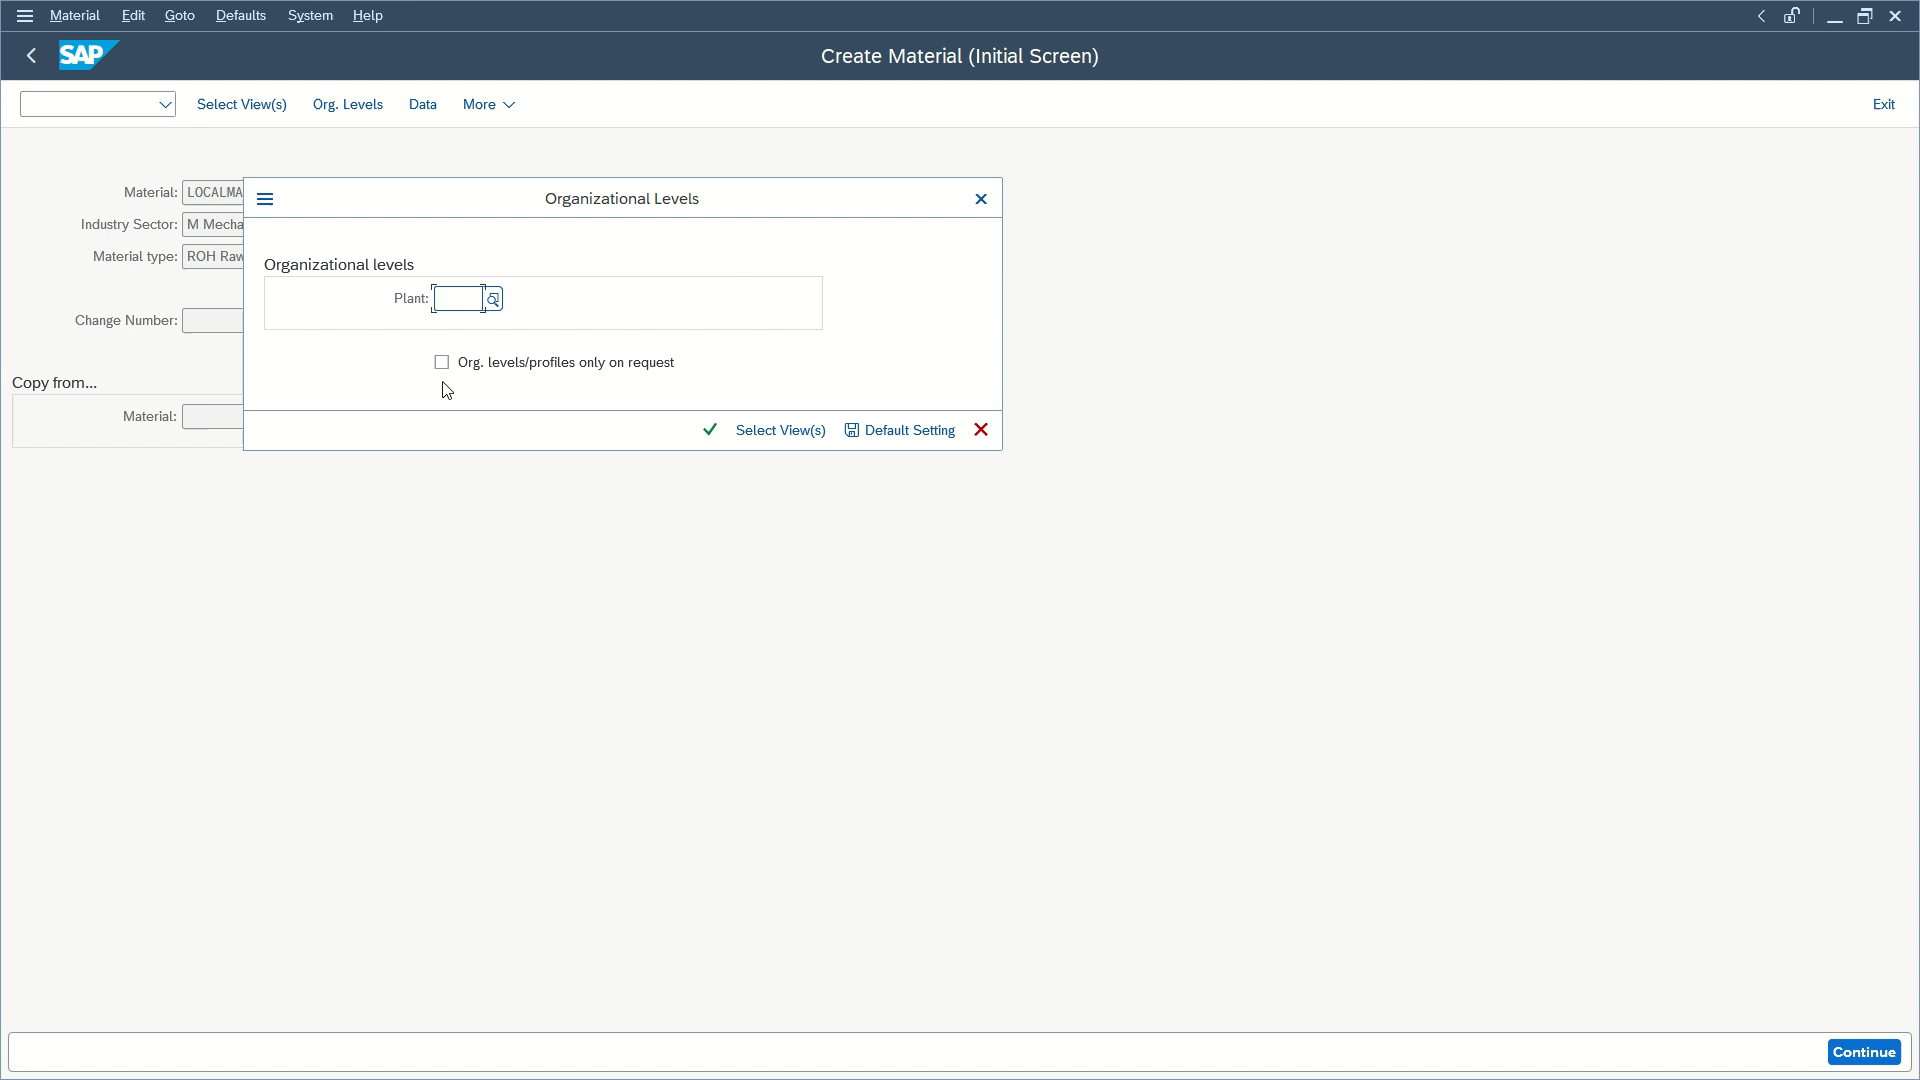 Material Edit Goto Defaults System Help
SAP Create Material (Initial Screen)
Select View(s) Org. Levels Data More Exit
Material: LOCALMA
Organizational Levels
Industry Sector: M Mecha
Material type: ROH Raw
Organizational levels
Plant:
Change Number:
Org. levels/profiles only on request
Copy from...
Material:
Select View(s) Default Setting
Continue